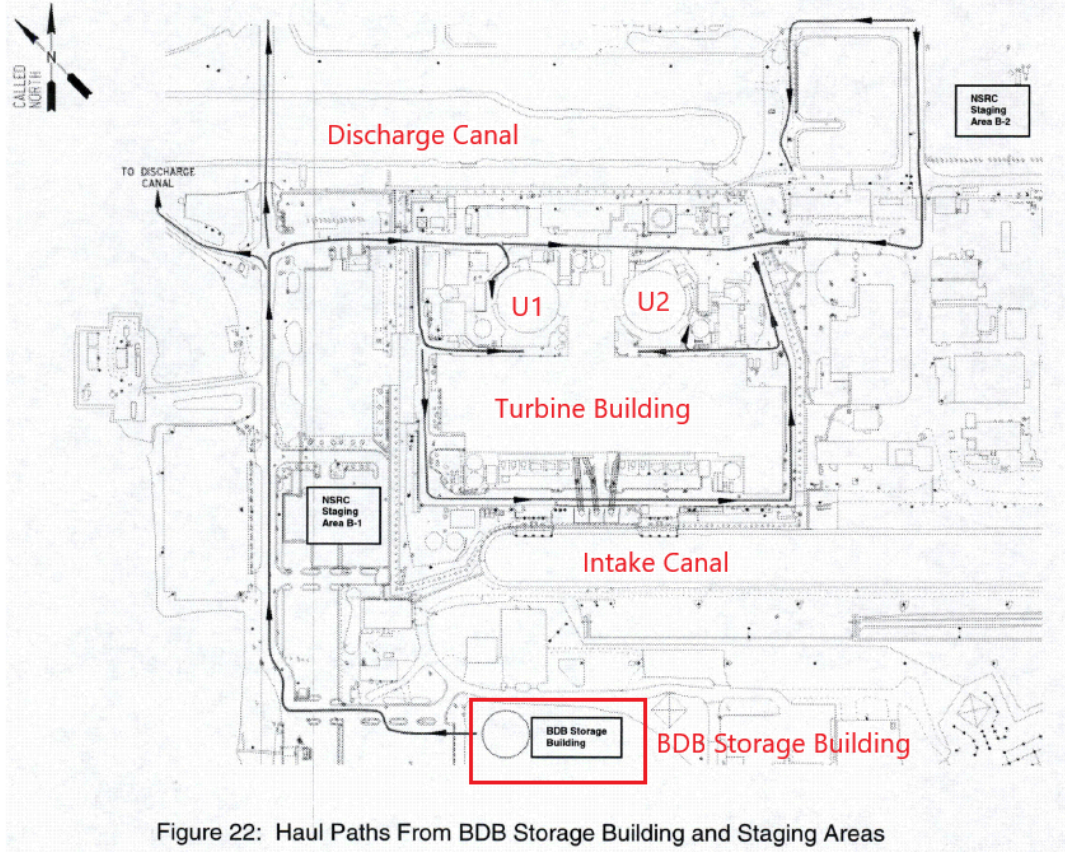 CALLED
NORTH
N
NSRC
Staging
Area B-2
Discharge Canal
TO DISCHARGE
CANAL
U1
U2
Turbine Building
NSRC
Staging
Area B-1
Intake Canal
BDB Storage
Building
BDB Storage Building
Figure 22: Haul Paths From BDB Storage Building and Staging Areas